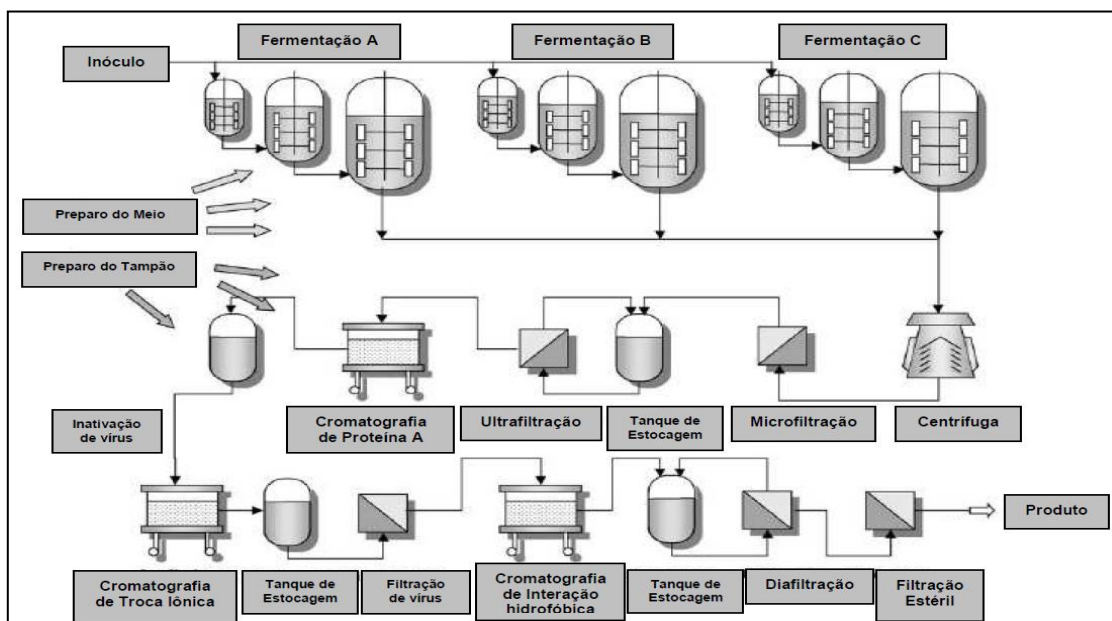 Fermentação A
Fermentação B
Fermentação C
Inóculo
Preparo do Meio
Preparo do Tampão
Inativação
de vírus
Cromatografia
de Proteína A
Ultrafiltração
Tanque de
Estocagem
Microfiltração
Centrífuga
Produto
Cromatografia
de Troca Iônica
Tanque de
Estocagem
Filtração
de vírus
Cromatografia
de Interação
hidrofóbica
Tanque de
Estocagem
Diafiltração
Filtração
Estéril